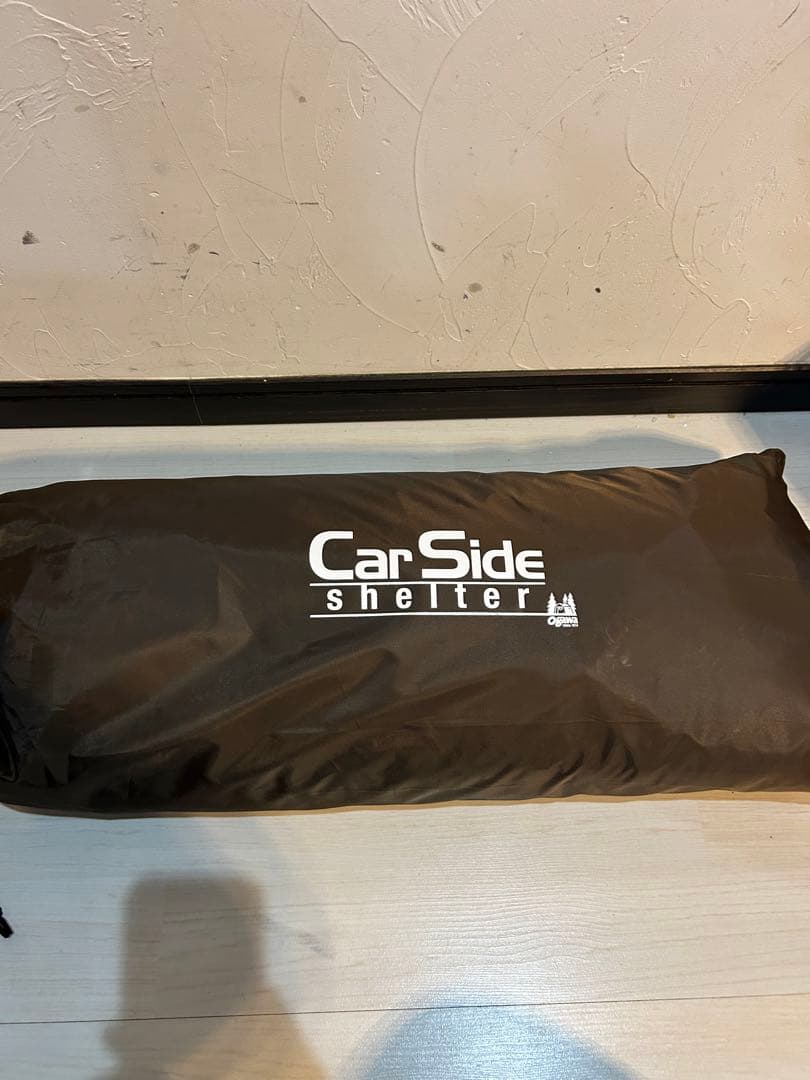 Car Side
shelter
ogawa